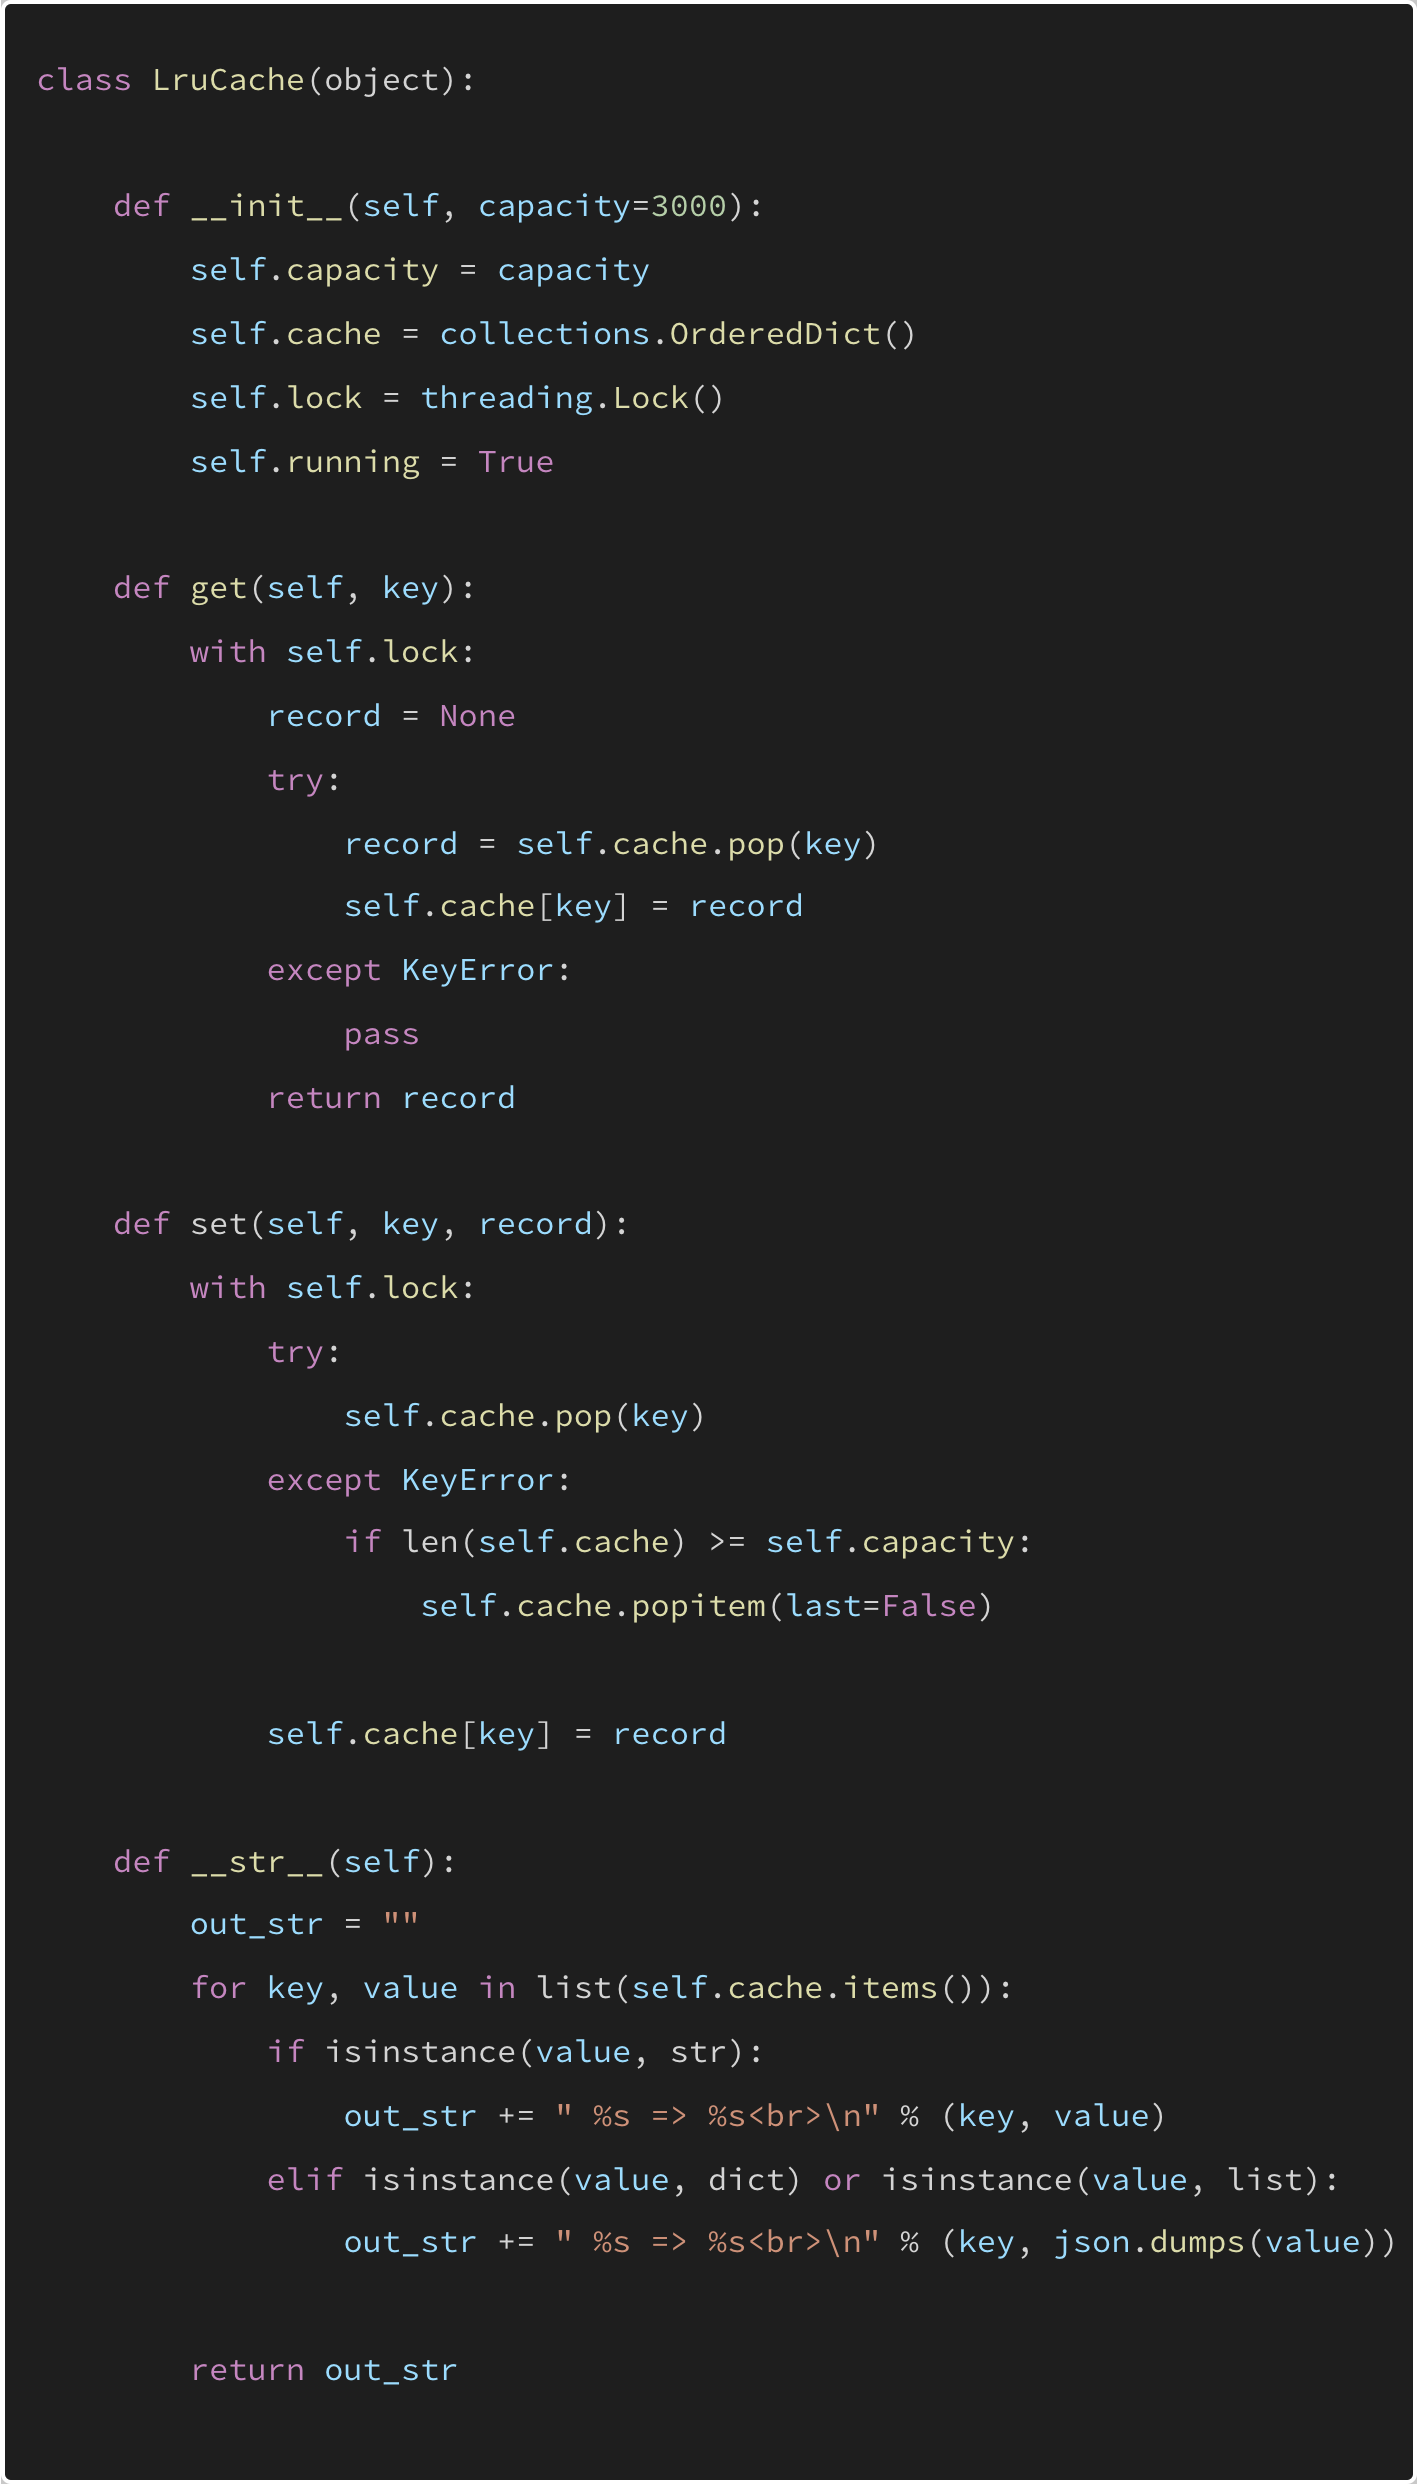 class LruCache(object):

    def __init__(self, capacity=3000):
        self.capacity = capacity
        self.cache = collections.OrderedDict()
        self.lock = threading.Lock()
        self.running = True

    def get(self, key):
        with self.lock:
            record = None
            try:
                record = self.cache.pop(key)
                self.cache[key] = record
            except KeyError:
                pass
            return record

    def set(self, key, record):
        with self.lock:
            try:
                self.cache.pop(key)
            except KeyError:
                if len(self.cache) >= self.capacity:
                    self.cache.popitem(last=False)

            self.cache[key] = record

    def __str__(self):
        out_str = ""
        for key, value in list(self.cache.items()):
            if isinstance(value, str):
                out_str += " %s => %s<br>\n" % (key, value)
            elif isinstance(value, dict) or isinstance(value, list):
                out_str += " %s => %s<br>\n" % (key, json.dumps(value))

        return out_str